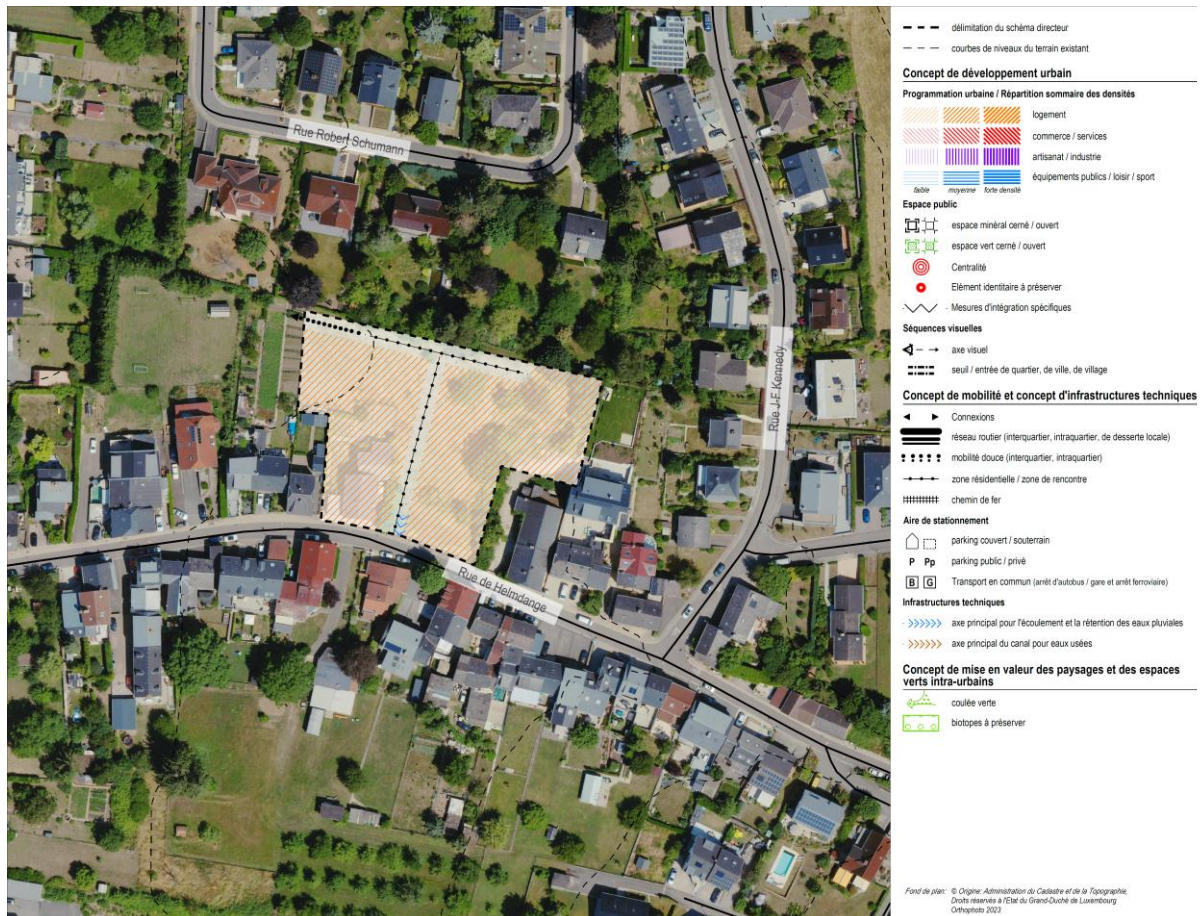 Rue Robert Schumann
Rue J-F Kennedy
Rue de Helmdange
délimitation du schéma directeur
courbes de niveaux du terrain existant
Concept de développement urbain
Programmation urbaine / Répartition sommaire des densités
logement
commerce / services
artisanat / industrie
équipements publics / loisir / sport
faible moyenne forte densité
Espace public
espace minéral cerné / ouvert
espace vert cerné / ouvert
Centralité
Elément identitaire à préserver
Mesures d'intégration spécifiques
Séquences visuelles
axe visuel
seuil / entrée de quartier, de ville, de village
Concept de mobilité et concept d'infrastructures techniques
Connexions
réseau routier (interquartier, intraquartier, de desserte locale)
mobilité douce (interquartier, intraquartier)
zone résidentielle / zone de rencontre
chemin de fer
Aire de stationnement
parking couvert / souterrain
P Pp parking public / privé
B G Transport en commun (arrêt d'autobus / gare et arrêt ferroviaire)
Infrastructures techniques
axe principal pour l'écoulement et la rétention des eaux pluviales
axe principal du canal pour eaux usées
Concept de mise en valeur des paysages et des espaces
verts intra-urbains
coulée verte
biotopes à préserver
Fond de plan: © Origine: Administration du Cadastre et de la Topographie,
Droits réservés à l'Etat du Grand-Duché de Luxembourg
Orthophoto 2023